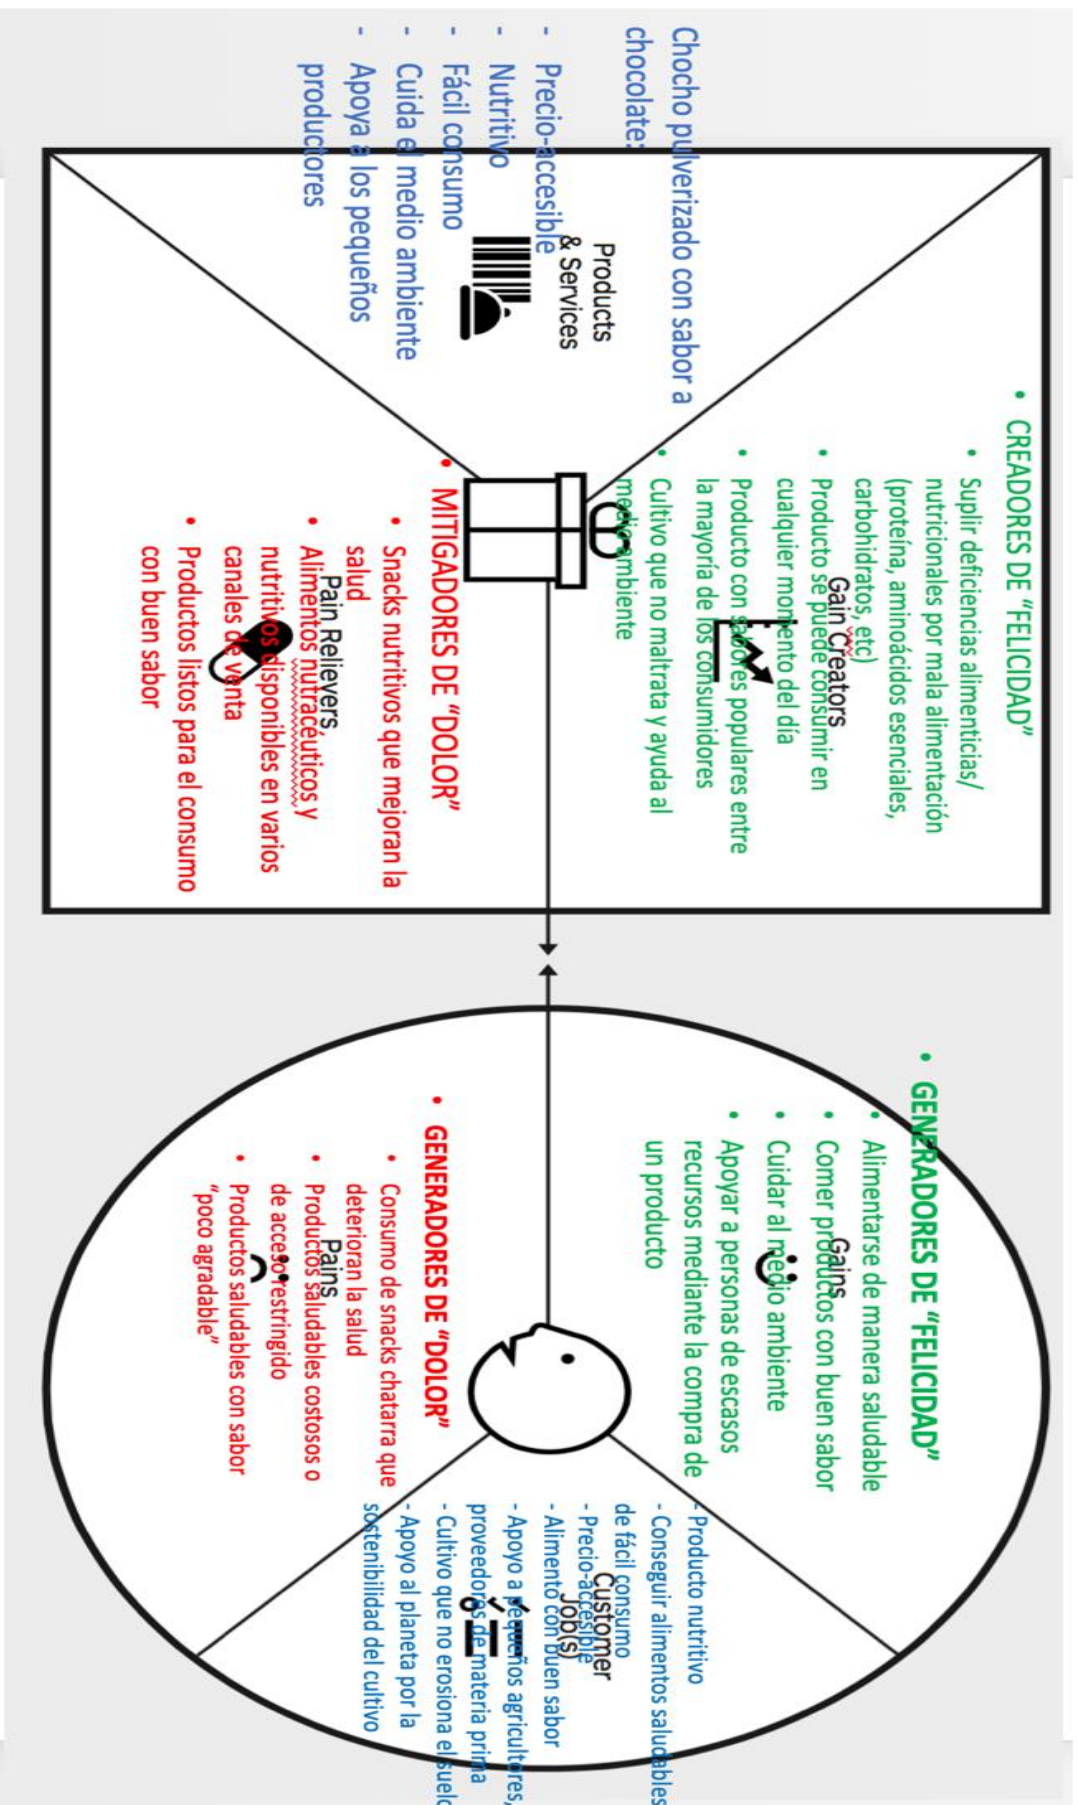 Chocho pulverizado con sabor a
chocolate:
- Precio-accesible
- Nutritivo
- Fácil consumo
- Cuida el medio ambiente
- Apoya a los pequeños
productores
Products
& Services
• CREADORES DE “FELICIDAD”
• Suplir deficiencias alimenticias/
nutricionales por mala alimentación
(proteína, aminoácidos esenciales,
carbohidratos, etc)
• Producto se puede consumir en
cualquier momento del día
• Producto con sabores populares entre
la mayoría de los consumidores
• Cultivo que no maltrata y ayuda al
medio ambiente
Gain Creators
• MITIGADORES DE “DOLOR”
• Snacks nutritivos que mejoran la
salud
• Alimentos nutracéuticos y
nutritivos disponibles en varios
canales de venta
• Productos listos para el consumo
con buen sabor
Pain Relievers
• GENERADORES DE “FELICIDAD”
• Alimentarse de manera saludable
• Comer productos con buen sabor
• Cuidar al medio ambiente
• Apoyar a personas de escasos
recursos mediante la compra de
un producto
Gains
• GENERADORES DE “DOLOR”
• Consumo de snacks chatarra que
deterioran la salud
• Productos saludables costosos o
de acceso restringido
• Productos saludables con sabor
“poco agradable”
Pains
- Producto nutritivo
- Conseguir alimentos saludables
de fácil consumo
- Precio-accesible
- Alimento con buen sabor
- Apoyo a pequeños agricultores,
proveedores de materia prima
- Cultivo que no erosiona el suelo
- Apoyo al planeta por la
sostenibilidad del cultivo
Customer
Job(s)